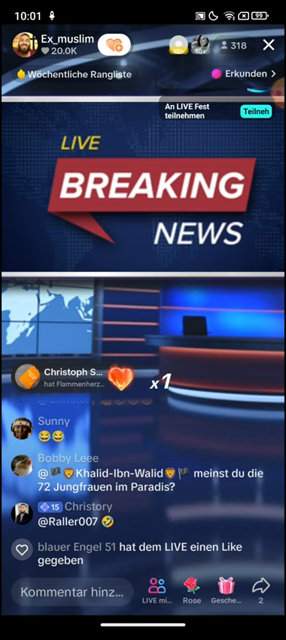 10:01
99
Ex_muslim
20.0K
318
Wöchentliche Rangliste
Erkunden >
An LIVE Fest
teilnehmen
Teilneh
LIVE
BREAKING
NEWS
Christoph S...
hat Flammenherz...
x1
Sunny
😂😂
Bobby Leee
@🏴🦁Khalid-Ibn-Walid🦁🏴 meinst du die
72 Jungfrauen im Paradis?
15 Christory
@Raller007 🤣
blauer Engel 51 hat dem LIVE einen Like
gegeben
Kommentar hinz...
LIVE mi...
Rose
Gesche...
2